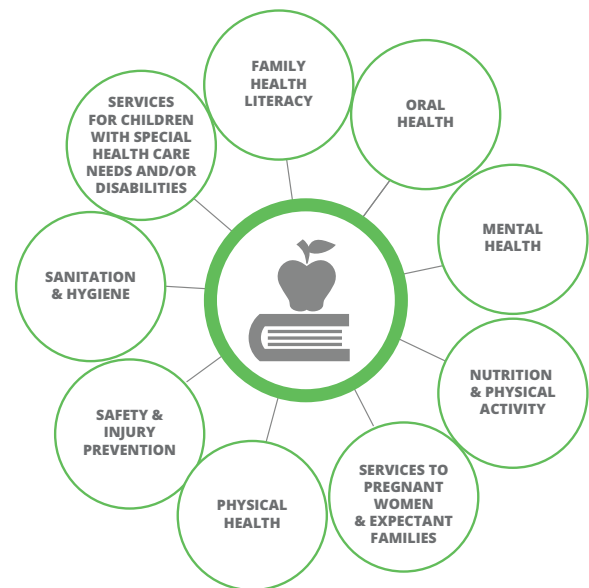 FAMILY
HEALTH
LITERACY
ORAL
HEALTH
MENTAL
HEALTH
NUTRITION
& PHYSICAL
ACTIVITY
SERVICES TO
PREGNANT
WOMEN
& EXPECTANT
FAMILIES
PHYSICAL
HEALTH
SAFETY &
INJURY
PREVENTION
SANITATION
& HYGIENE
SERVICES
FOR CHILDREN
WITH SPECIAL
HEALTH CARE
NEEDS AND/OR
DISABILITIES